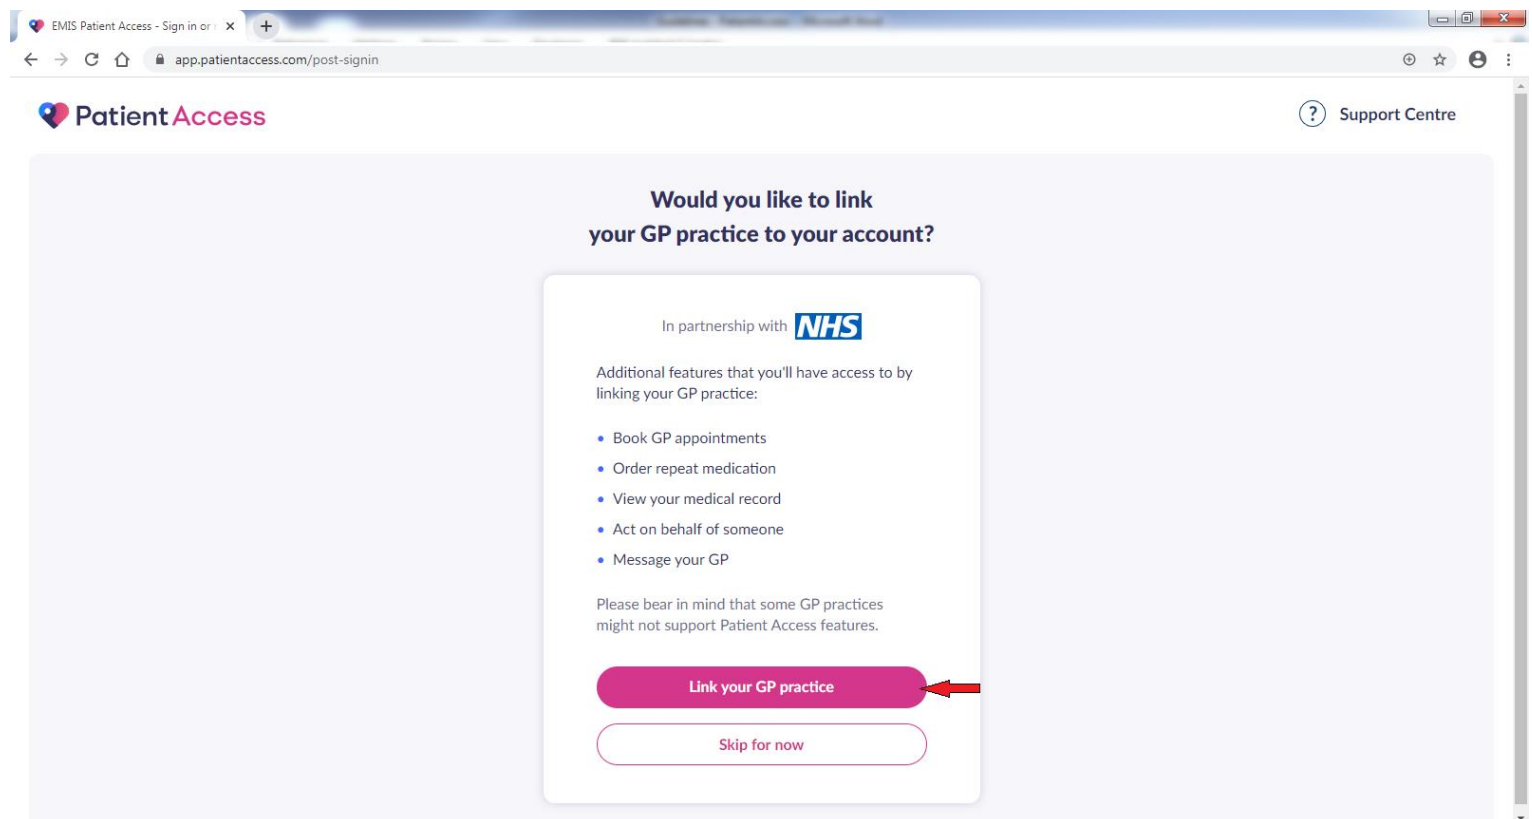 EMIS Patient Access - Sign in or
app.patientaccess.com/post-signin
Patient Access
? Support Centre
Would you like to link
your GP practice to your account?
In partnership with NHS
Additional features that you'll have access to by
linking your GP practice:
• Book GP appointments
• Order repeat medication
• View your medical record
• Act on behalf of someone
• Message your GP
Please bear in mind that some GP practices
might not support Patient Access features.
Link your GP practice
Skip for now